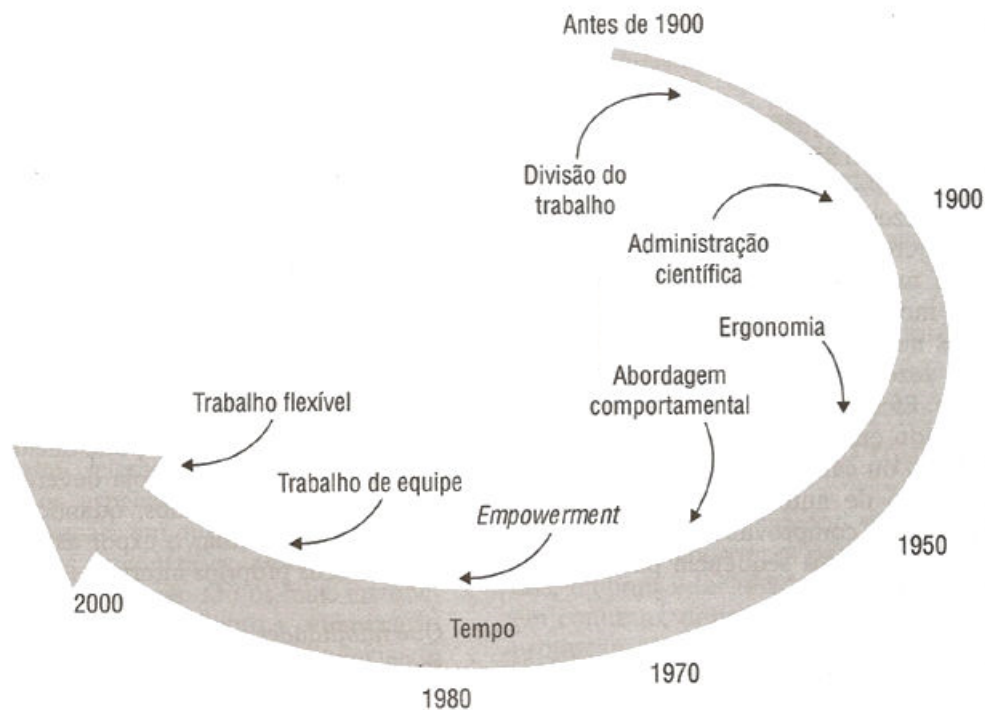 Antes de 1900
Divisão do
trabalho
1900
Administração
científica
Ergonomia
Abordagem
comportamental
Trabalho flexível
Trabalho de equipe
Empowerment
1950
2000
Tempo
1970
1980